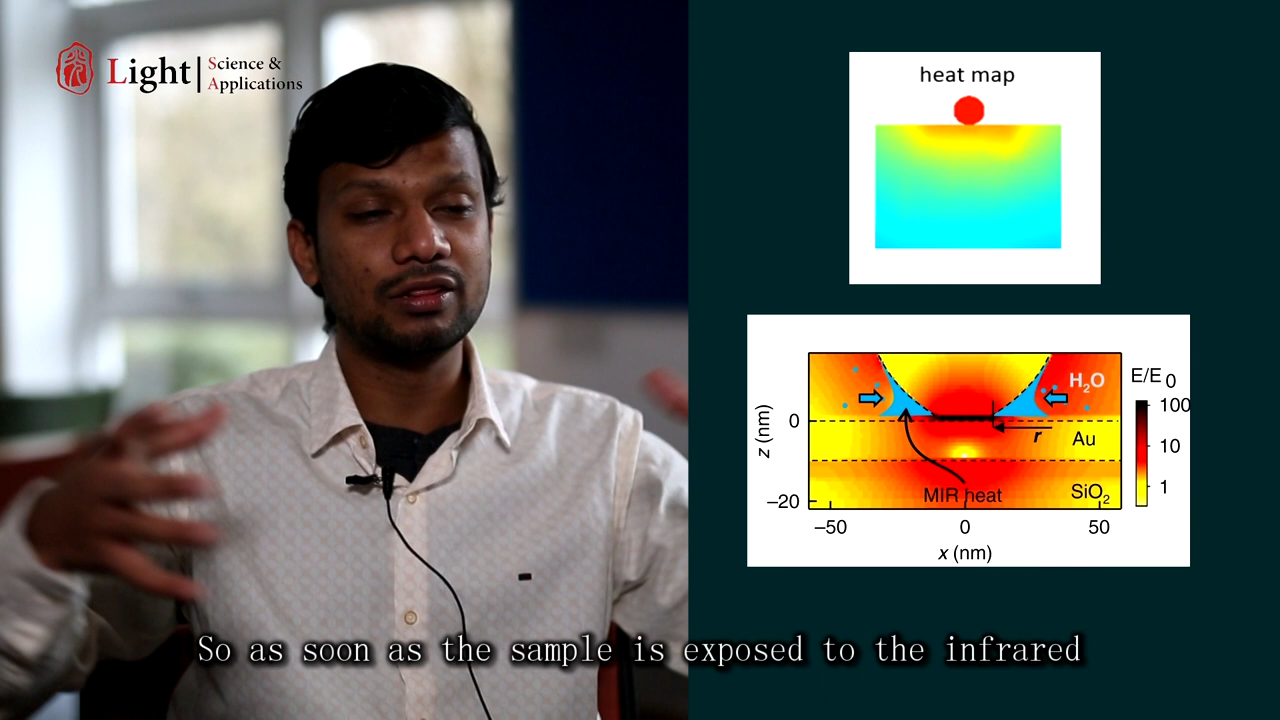 Light | Science &
Applications
heat map
H₂O
E/E₀
100
10
1
z (nm)
0
–20
r
Au
MIR heat
SiO₂
–50
0
50
x (nm)
So as soon as the sample is exposed to the infrared